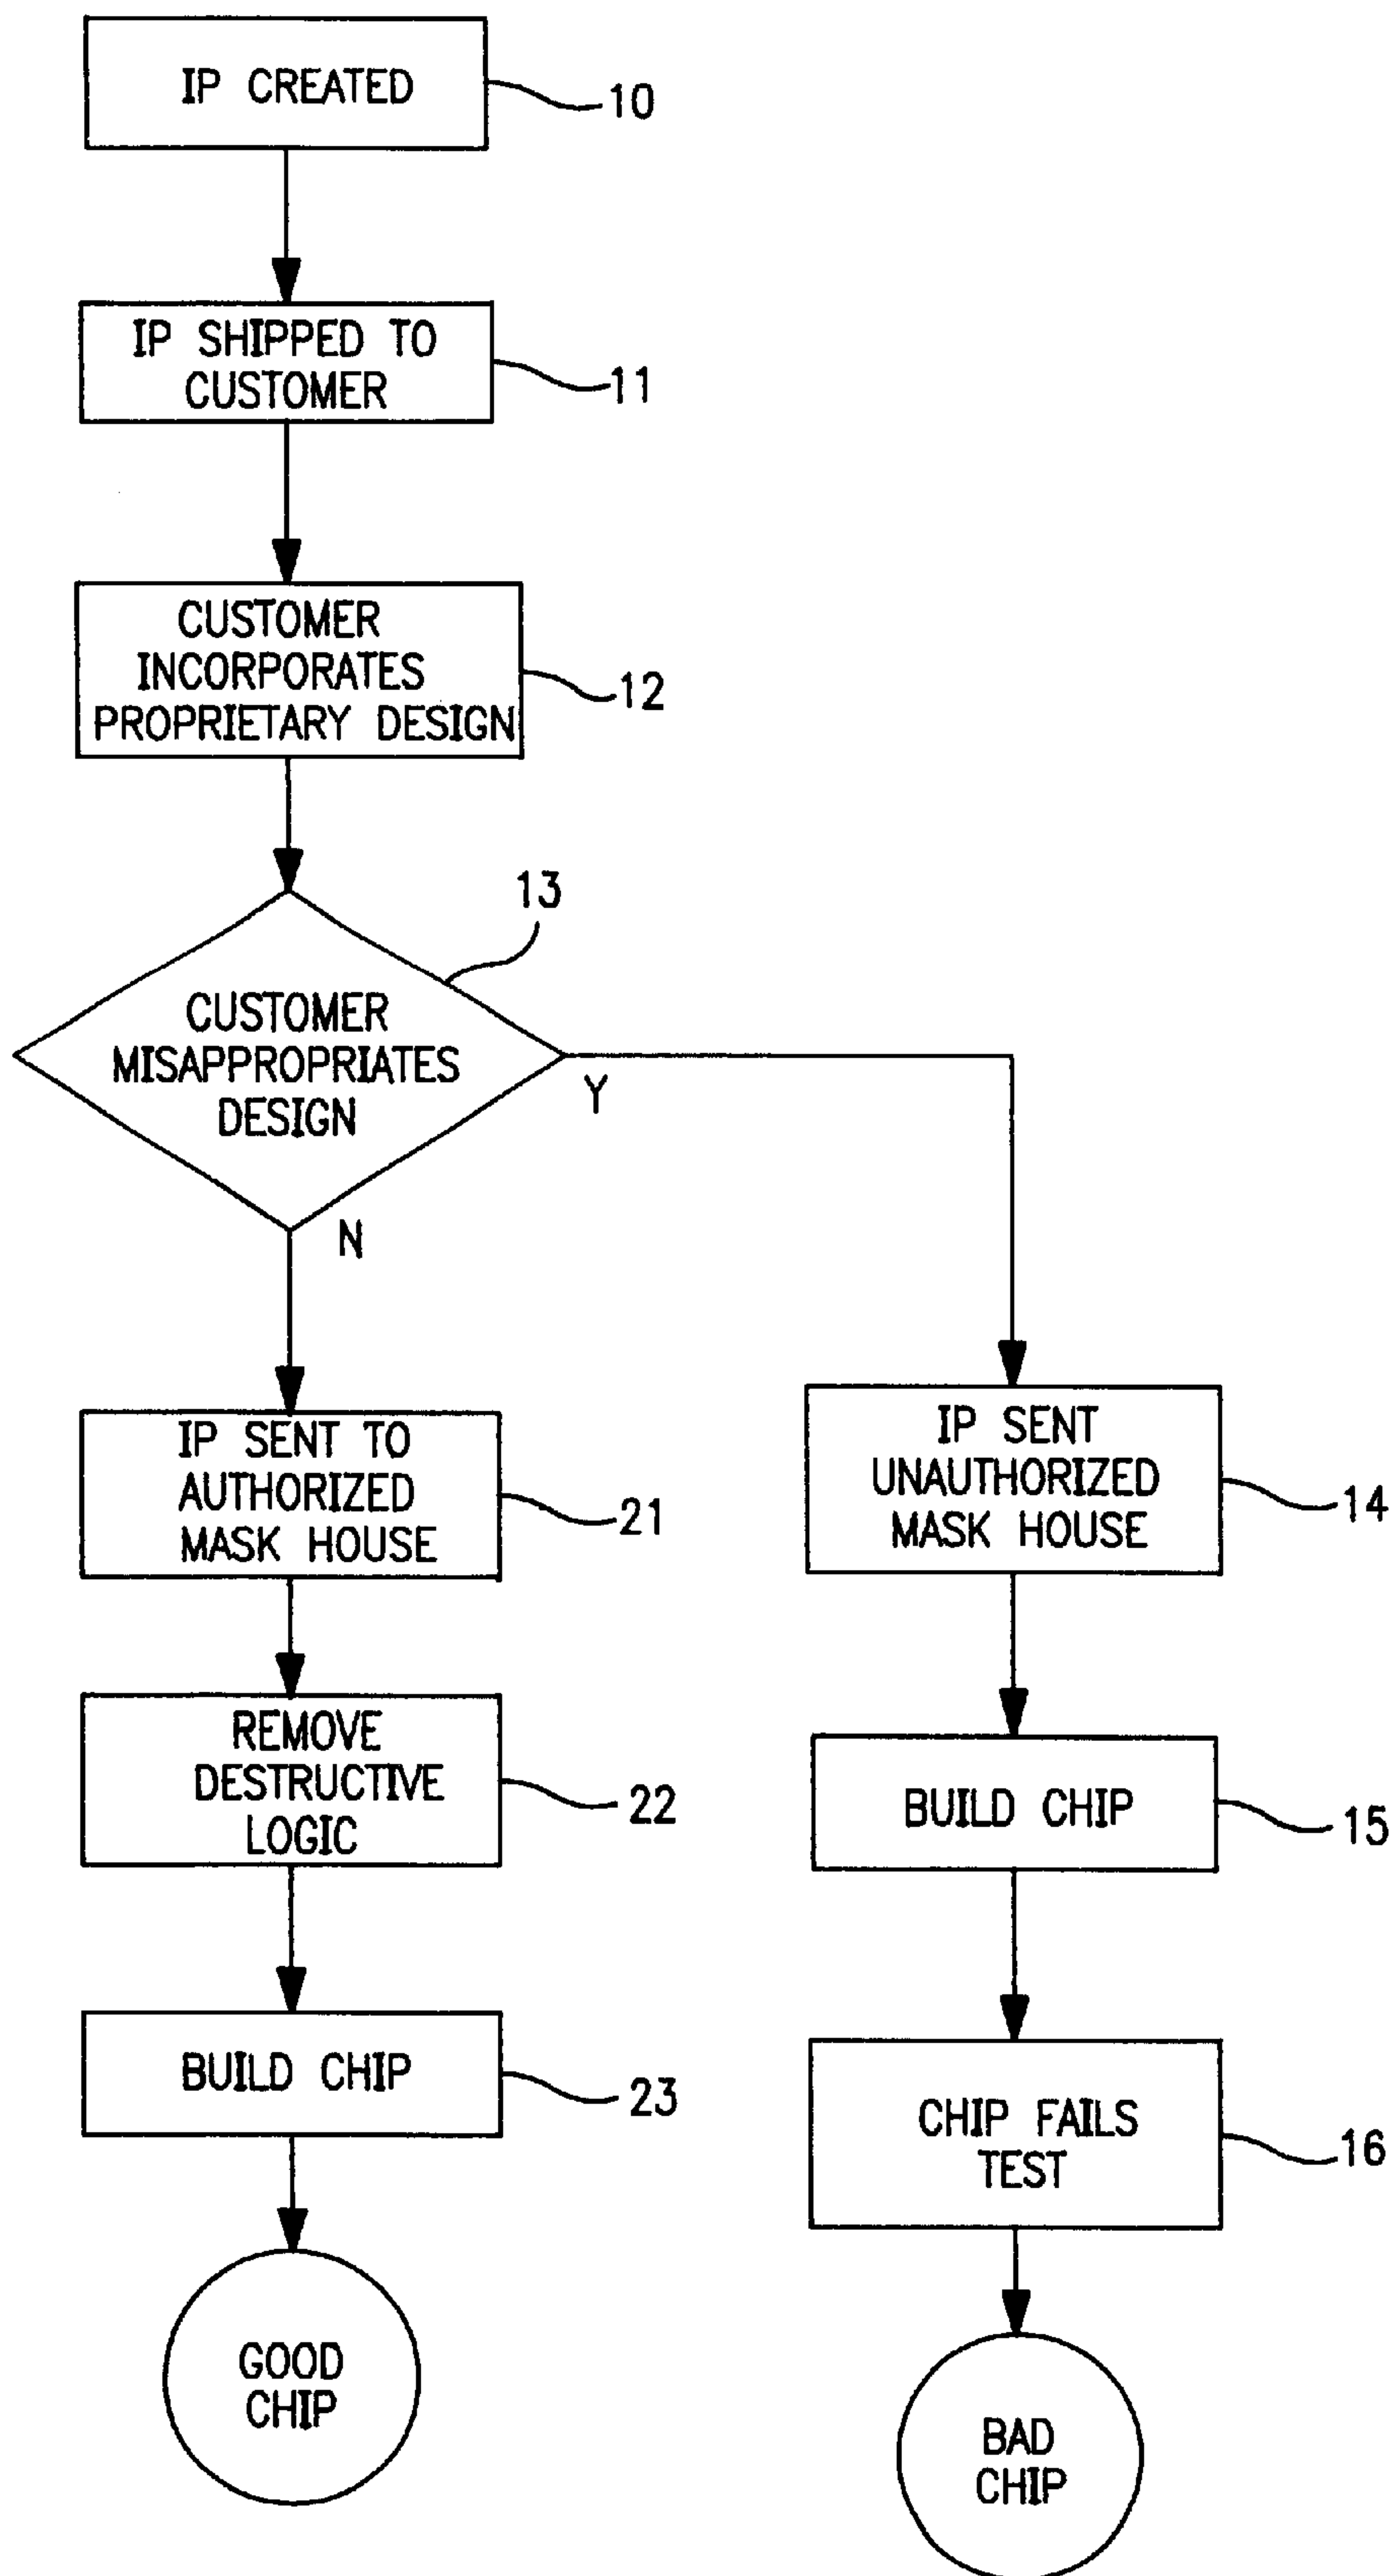 IP CREATED
10
IP SHIPPED TO
CUSTOMER
11
CUSTOMER
INCORPORATES
PROPRIETARY DESIGN
12
13
CUSTOMER
MISAPPROPRIATES
DESIGN
Y
N
IP SENT TO
AUTHORIZED
MASK HOUSE
21
REMOVE
DESTRUCTIVE
LOGIC
22
BUILD CHIP
23
GOOD
CHIP
IP SENT
UNAUTHORIZED
MASK HOUSE
14
BUILD CHIP
15
CHIP FAILS
TEST
16
BAD
CHIP